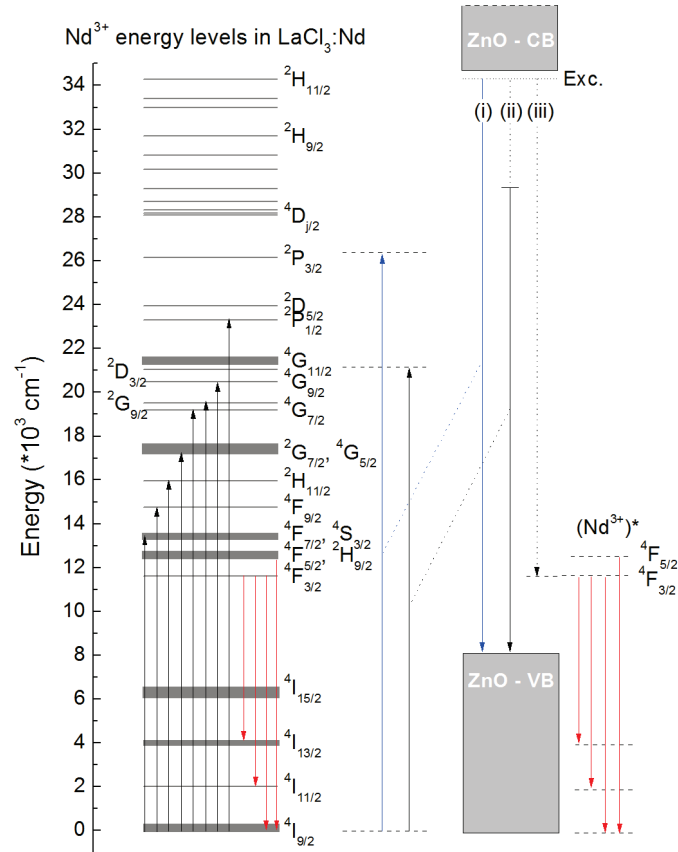 Nd3+ energy levels in LaCl3:Nd
ZnO - CB
Exc.
(i) (ii) (iii)
Energy (*10^3 cm^-1)
34
32
30
28
26
24
22
20
18
16
14
12
10
8
6
4
2
0
2H11/2
2H9/2
4Dj/2
2P3/2
2D5/2
2P1/2
4G11/2
2D3/2
4G9/2
2G9/2
4G7/2
2G7/2, 4G5/2
2H11/2
4F9/2
4F7/2, 4S3/2
4F5/2, 2H9/2
4F3/2
4I15/2
4I13/2
4I11/2
4I9/2
(Nd3+)*
4F5/2
4F3/2
ZnO - VB